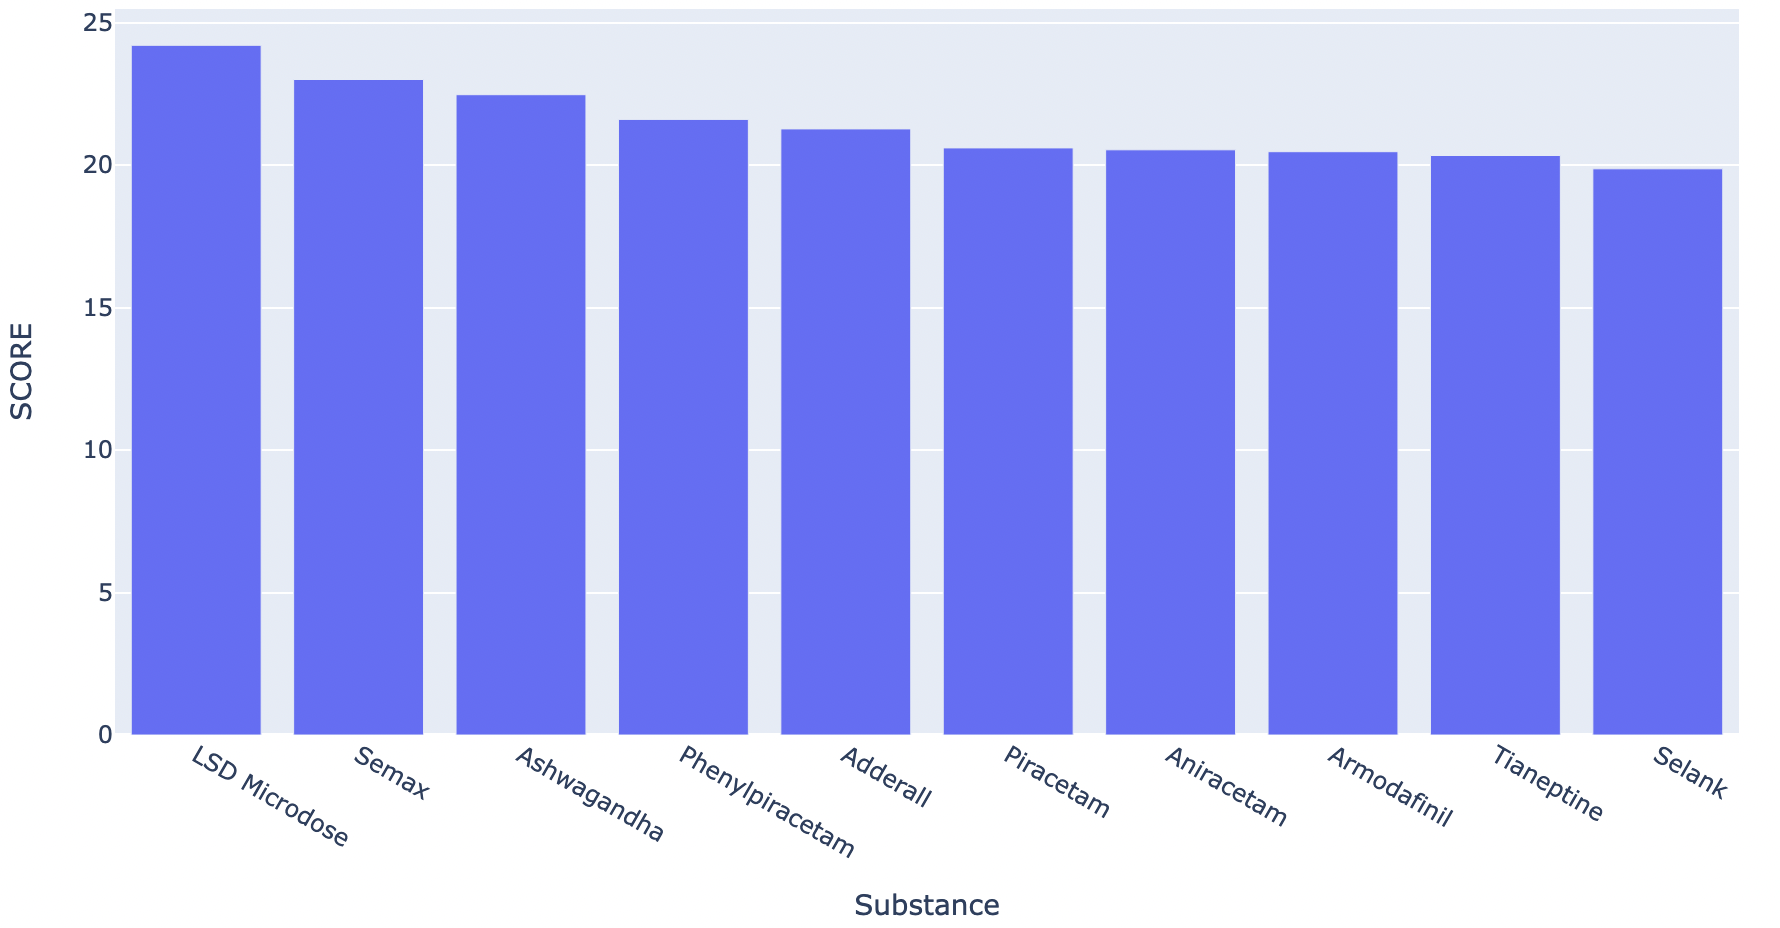 SCORE
25
20
15
10
5
0
LSD Microdose
Semax
Ashwagandha
Phenylpiracetam
Adderall
Piracetam
Aniracetam
Armodafinil
Tianeptine
Selank
Substance